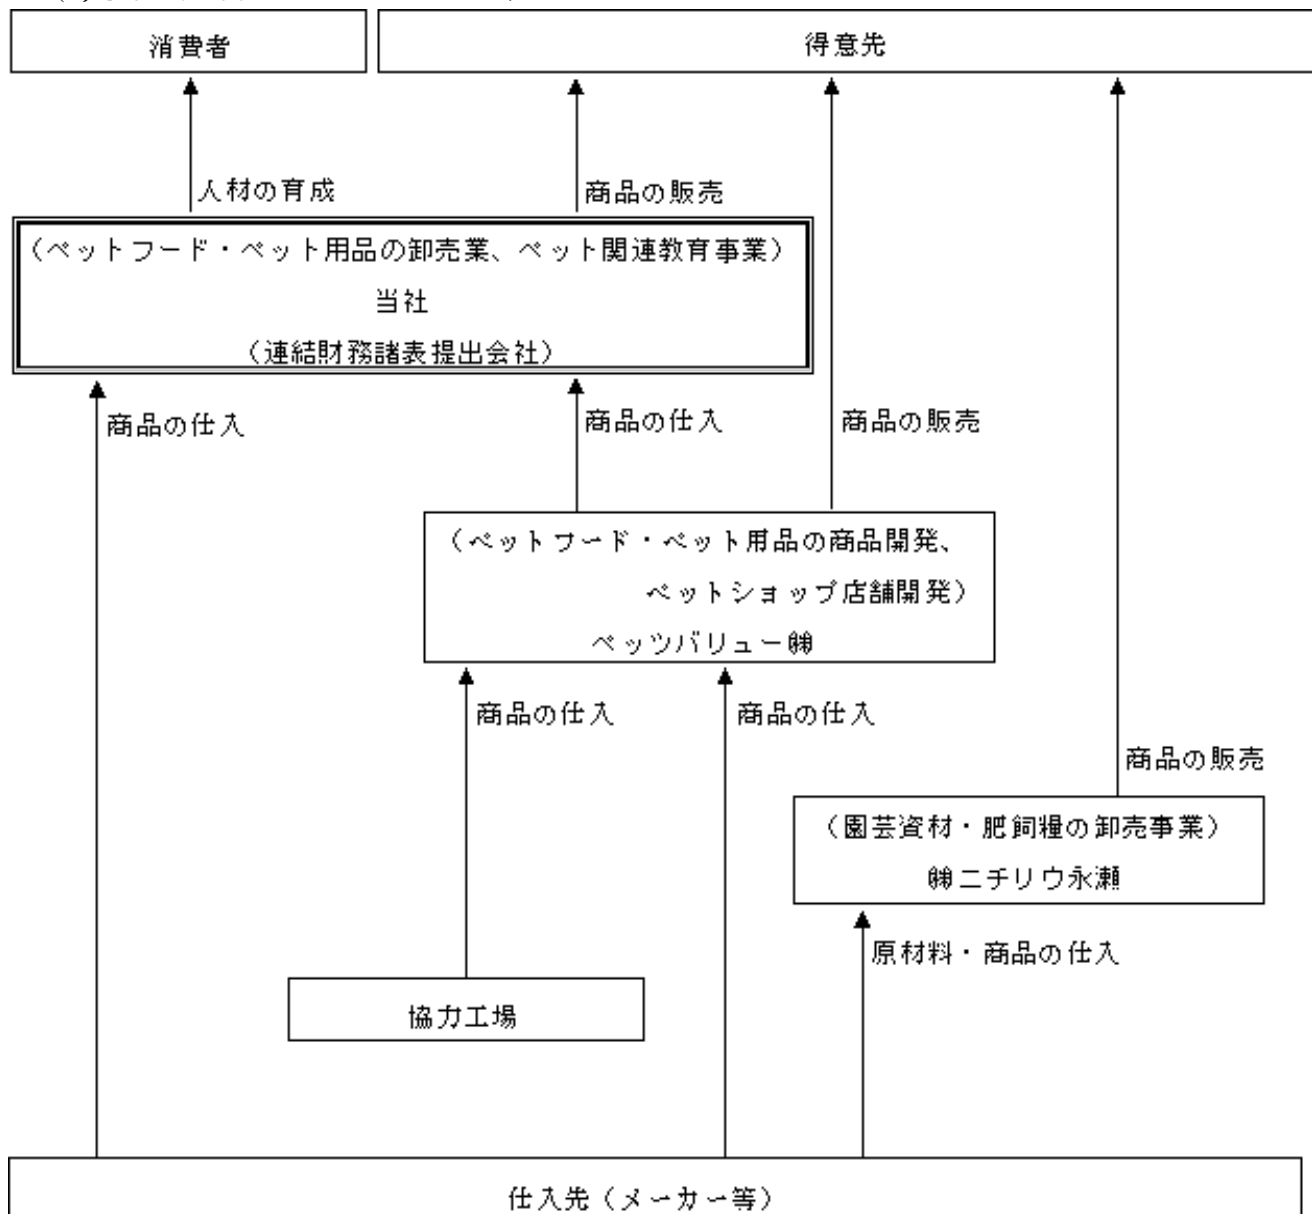 消費者
得意先
人材の育成
商品の販売
(ペットフード・ペット用品の卸売業、ペット関連教育事業)
当社
(連結財務諸表提出会社)
商品の仕入
商品の仕入
商品の販売
(ペットフード・ペット用品の商品開発、
ペットショップ店舗開発)
ペッツバリュー㈱
商品の仕入
商品の仕入
商品の販売
(園芸資材・肥飼糧の卸売事業)
㈱ニチリウ永瀬
原材料・商品の仕入
協力工場
仕入先(メーカー等)